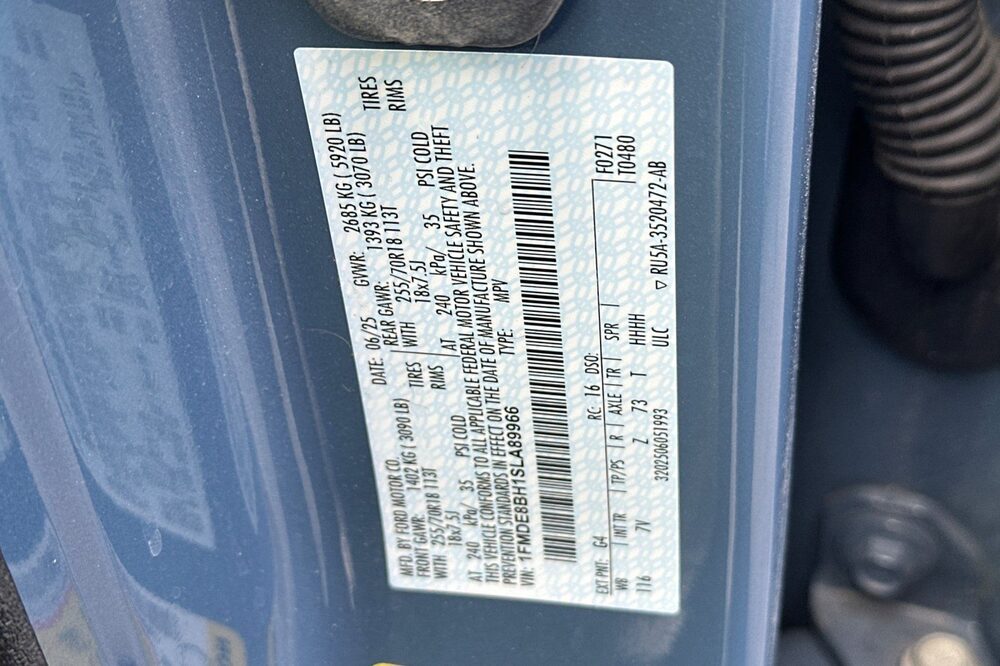 MFD. BY FORD MOTOR CO.
DATE: 06/25 GVWR: 2685 KG ( 5920 LB)
FRONT GAWR: 1402 KG ( 3090 LB) REAR GAWR: 1393 KG ( 3070 LB)
WITH 255/70R18 113T TIRES WITH 255/70R18 113T TIRES
18x7.5J RIMS 18x7.5J RIMS
AT 240 kPa/ 35 PSI COLD AT 240 kPa/ 35 PSI COLD
THIS VEHICLE CONFORMS TO ALL APPLICABLE FEDERAL MOTOR VEHICLE SAFETY AND THEFT
PREVENTION STANDARDS IN EFFECT ON THE DATE OF MANUFACTURE SHOWN ABOVE.
VIN: 1FMDE8BH1SLA89966 TYPE: MPV
F0271
EXT PNT: G4 RC: 16 DSO: T0480
WB INT TR TP/PS R AXLE TR SPR
116 7V Z 73 T HHHH
320250605I993 ULC ▽ RU5A-3520472-AB